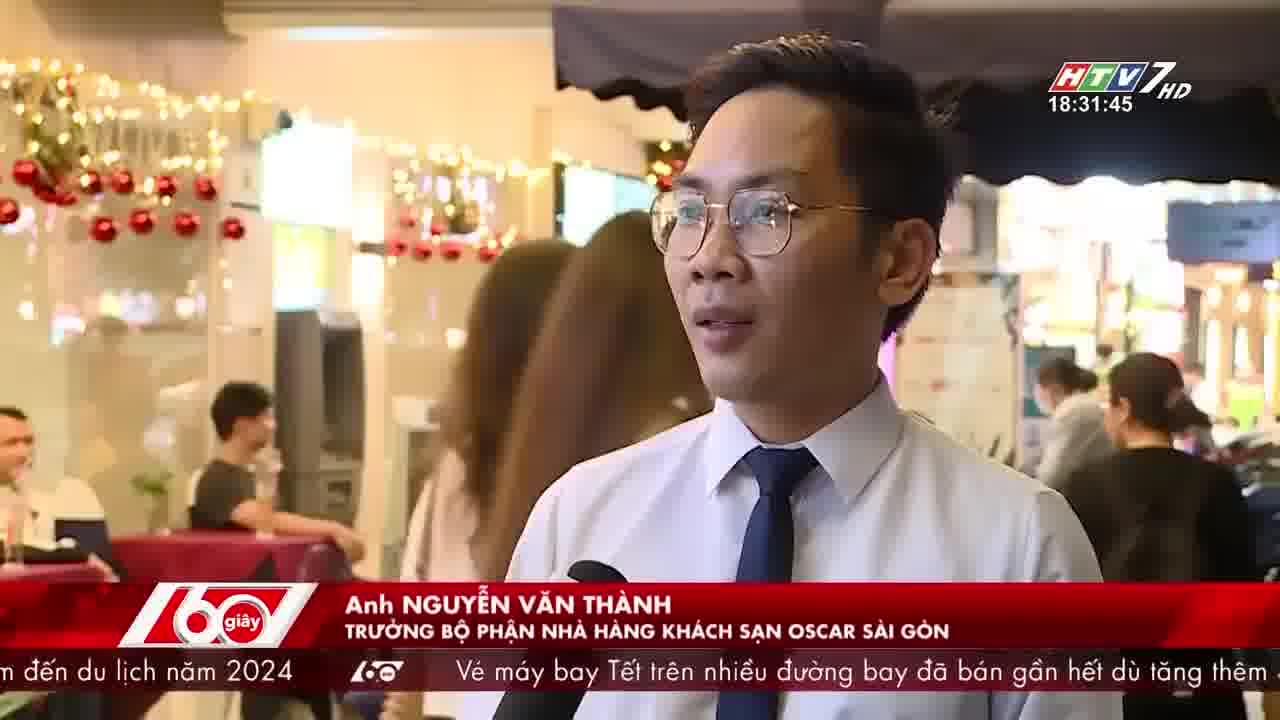 HTV7 HD
18:31:45
60 giây
Anh NGUYỄN VĂN THÀNH
TRƯỞNG BỘ PHẬN NHÀ HÀNG KHÁCH SẠN OSCAR SÀI GÒN
m đến du lịch năm 2024 60 giây Vé máy bay Tết trên nhiều đường bay đã bán gần hết dù tăng thêm